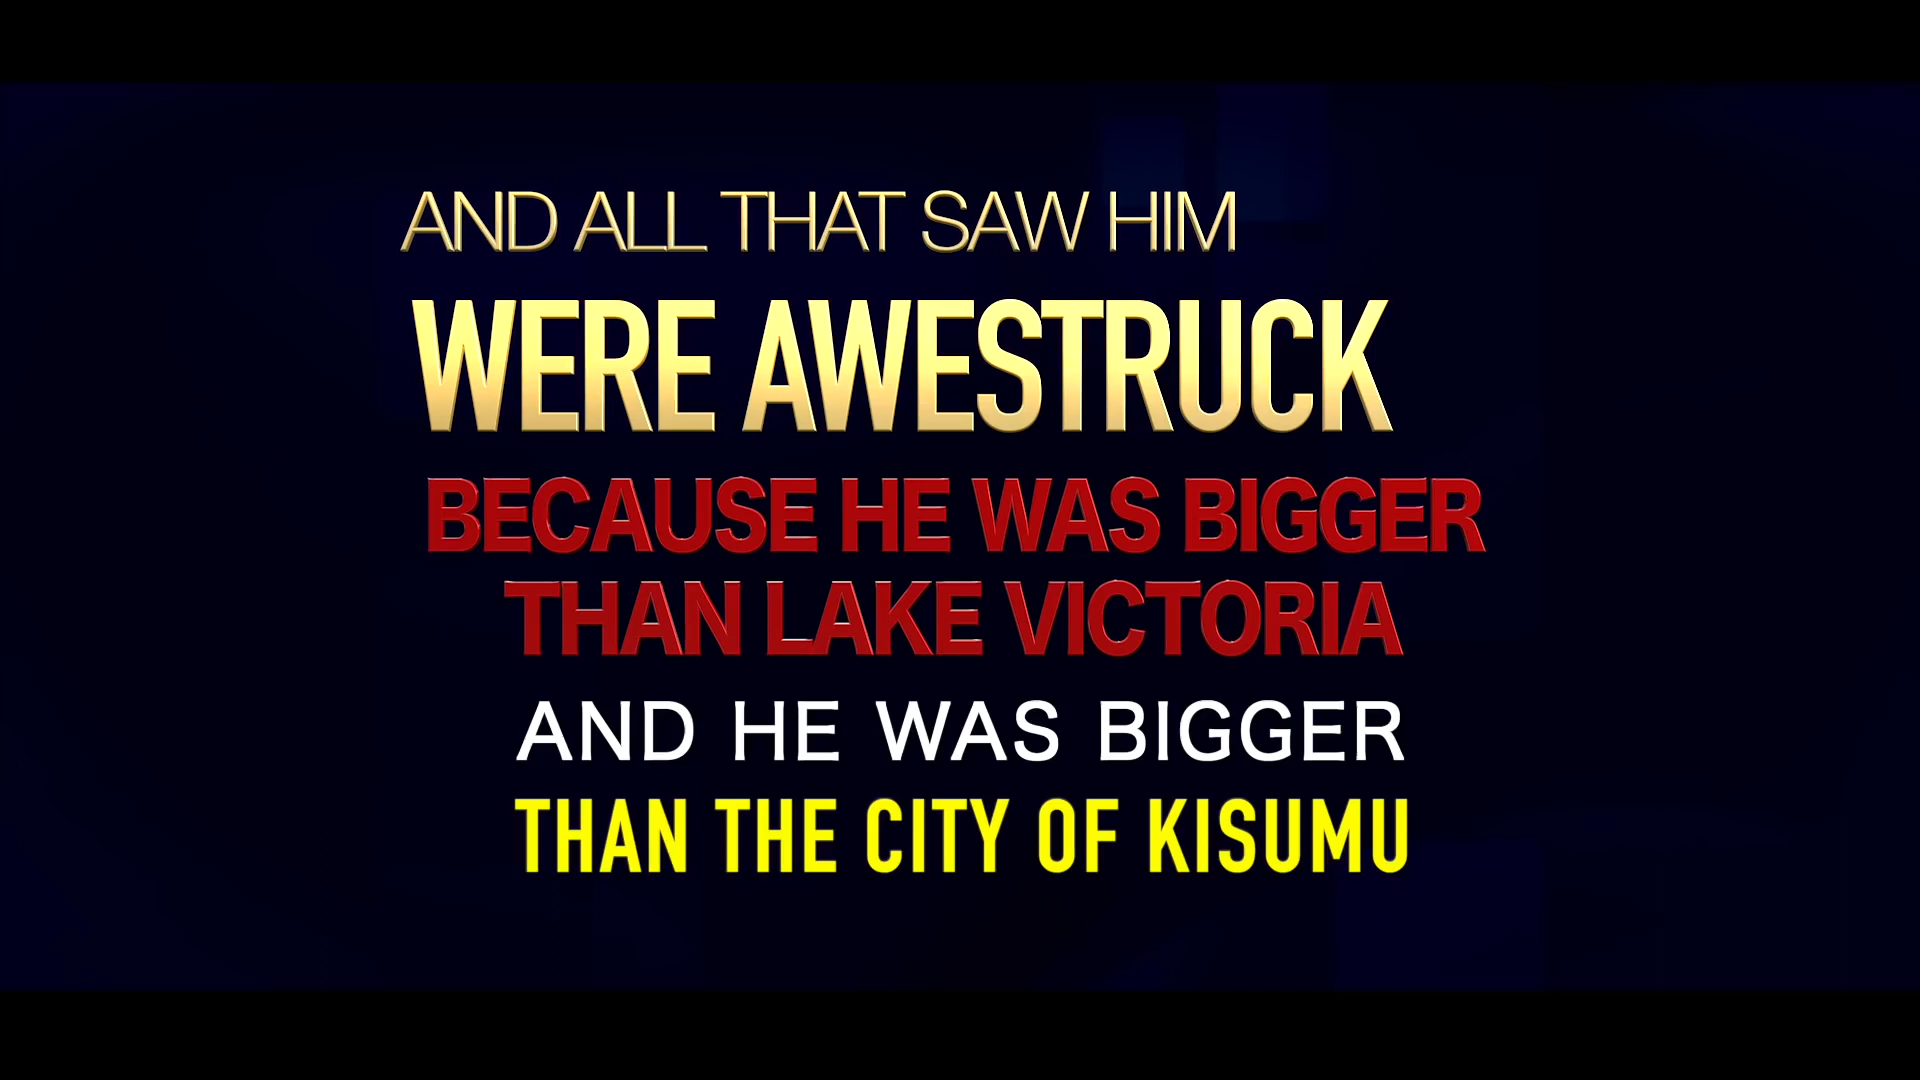 AND ALL THAT SAW HIM
WERE AWESTRUCK
BECAUSE HE WAS BIGGER
THAN LAKE VICTORIA
AND HE WAS BIGGER
THAN THE CITY OF KISUMU